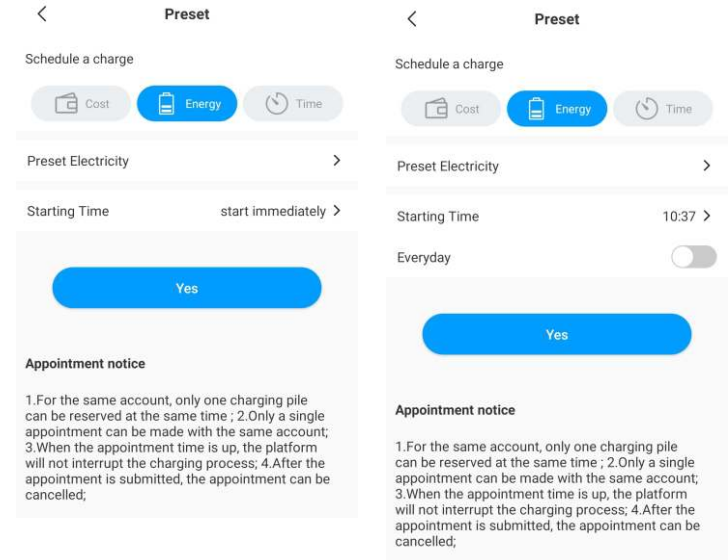 Preset
Schedule a charge
Cost Energy Time
Preset Electricity
Starting Time start immediately
Yes
Appointment notice
1.For the same account, only one charging pile
can be reserved at the same time ; 2.Only a single
appointment can be made with the same account;
3.When the appointment time is up, the platform
will not interrupt the charging process; 4.After the
appointment is submitted, the appointment can be
cancelled;
Preset
Schedule a charge
Cost Energy Time
Preset Electricity
Starting Time 10:37
Everyday
Yes
Appointment notice
1.For the same account, only one charging pile
can be reserved at the same time ; 2.Only a single
appointment can be made with the same account;
3.When the appointment time is up, the platform
will not interrupt the charging process; 4.After the
appointment is submitted, the appointment can be
cancelled;